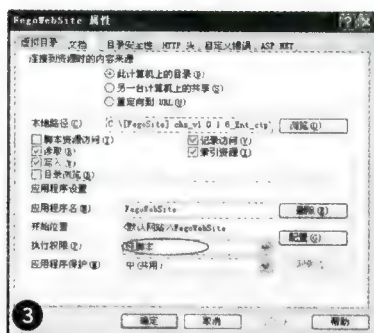 PegoWebSite 属性
虚拟目录 文档 目录安全性 HTTP 头 自定义错误 ASP.NET
连接到资源时的内容来源
此计算机上的目录(D)
另一台计算机上的共享(S)
重定向到 URL(U)
本地路径(C) C:\[PegoSite]_chs_v1_0_1_6_Ent_ctp\ 浏览(O)
脚本资源访问(T) 记录访问(V)
读取(R) 索引资源(I)
写入(W)
目录浏览(B)
应用程序设置
应用程序名(M) PegoWebSite 删除(E)
开始位置 <默认网站>\PegoWebSite
执行权限(P) 纯脚本 配置(G)
应用程序保护(N) 中(共用)
3
确定 取消 帮助